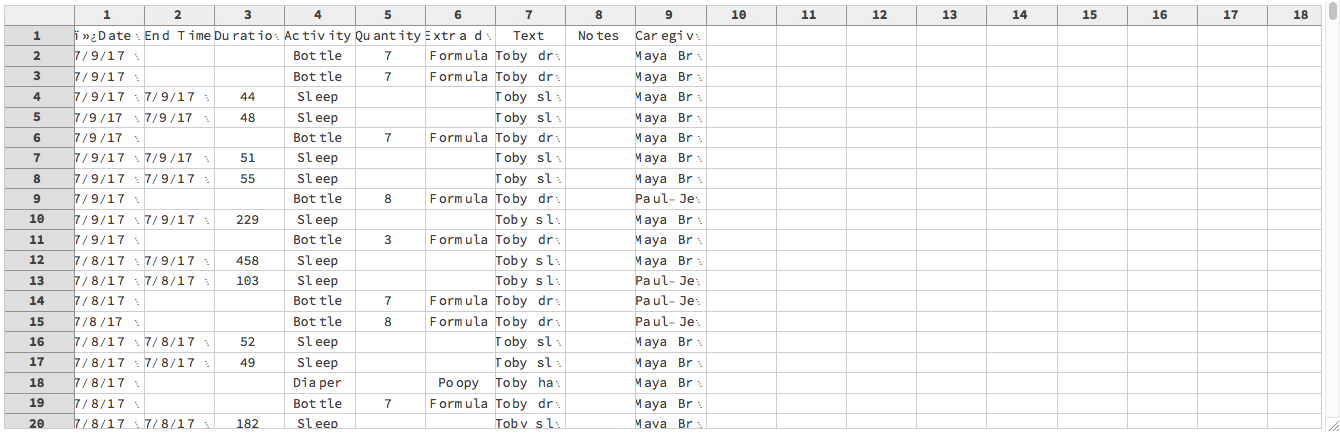 1 2 3 4 5 6 7 8 9 10 11 12 13 14 15 16 17 18
1 ï»¿Date End Time Duratio Activity Quantity Extra d Text Notes Caregiv
2 7/9/17 Bottle 7 Formula Toby dr Maya Br
3 7/9/17 Bottle 7 Formula Toby dr Maya Br
4 7/9/17 7/9/17 44 Sleep Toby sl Maya Br
5 7/9/17 7/9/17 48 Sleep Toby sl Maya Br
6 7/9/17 Bottle 7 Formula Toby dr Maya Br
7 7/9/17 7/9/17 51 Sleep Toby sl Maya Br
8 7/9/17 7/9/17 55 Sleep Toby sl Maya Br
9 7/9/17 Bottle 8 Formula Toby dr Paul-Je
10 7/9/17 7/9/17 229 Sleep Toby sl Maya Br
11 7/9/17 Bottle 3 Formula Toby dr Maya Br
12 7/8/17 7/9/17 458 Sleep Toby sl Maya Br
13 7/8/17 7/8/17 103 Sleep Toby sl Paul-Je
14 7/8/17 Bottle 7 Formula Toby dr Paul-Je
15 7/8/17 Bottle 8 Formula Toby dr Paul-Je
16 7/8/17 7/8/17 52 Sleep Toby sl Maya Br
17 7/8/17 7/8/17 49 Sleep Toby sl Maya Br
18 7/8/17 Diaper Poopy Toby ha Maya Br
19 7/8/17 Bottle 7 Formula Toby dr Maya Br
20 7/8/17 7/8/17 182 Sleep Toby sl Maya Br